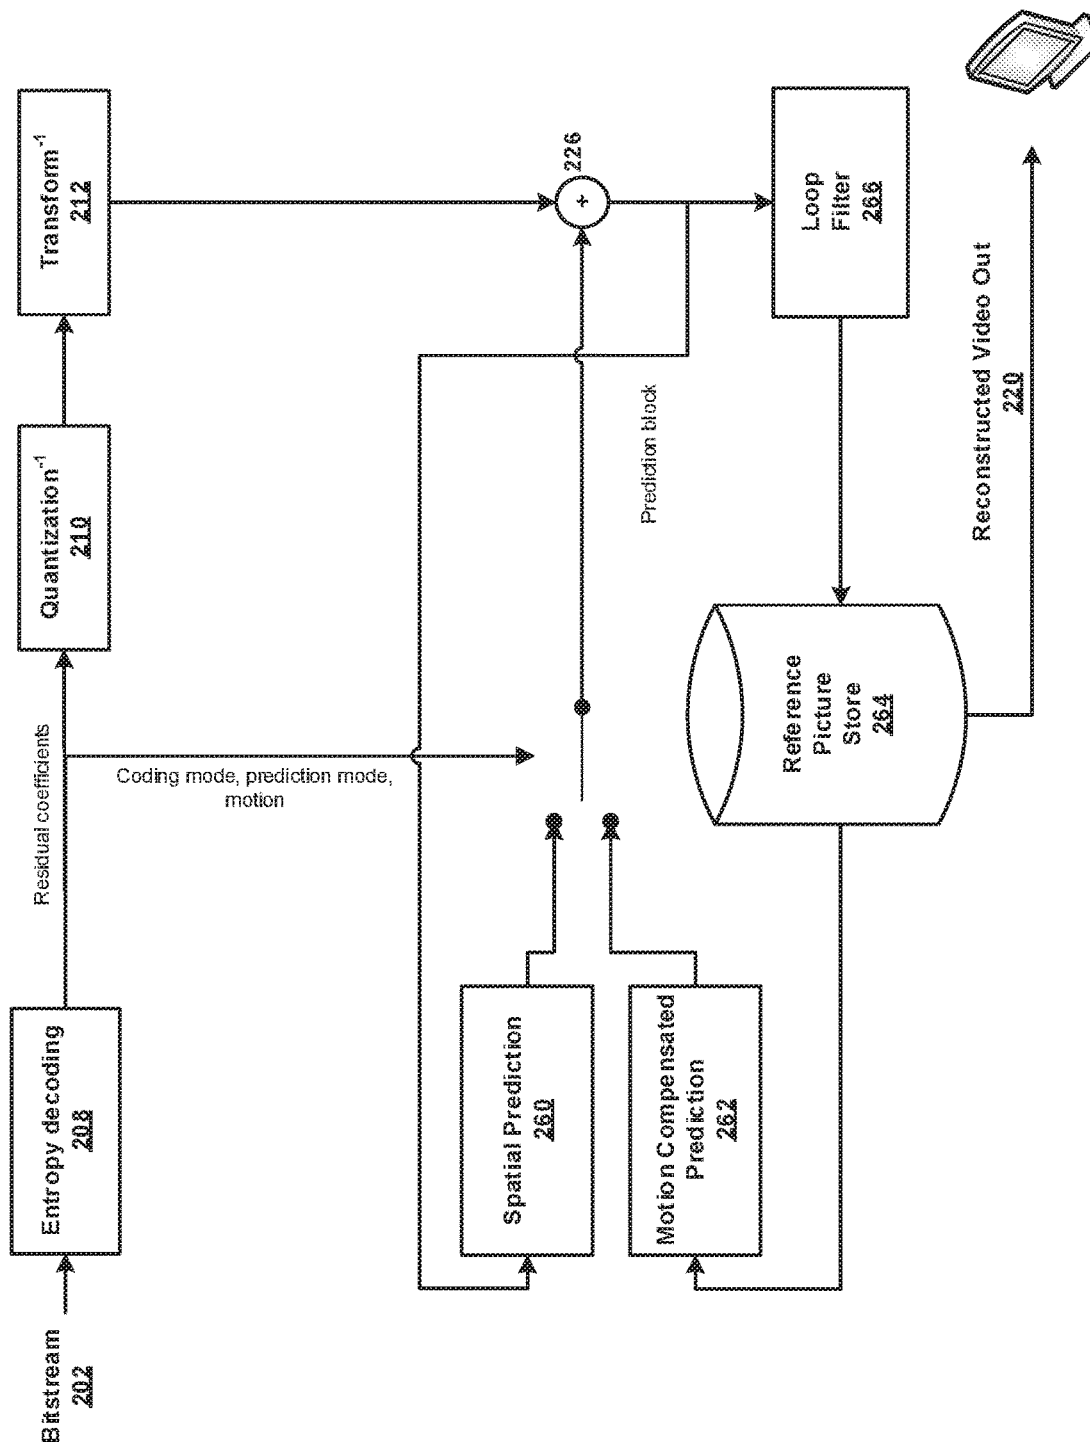 Bitstream
202
Entropy decoding
208
Residual coefficients
Quantization-1
210
Transform-1
212
Coding mode, prediction mode,
motion
Spatial Prediction
260
+
226
Motion Compensated
Prediction
262
Prediction block
Reference
Picture
Store
264
Loop
Filter
266
Reconstructed Video Out
220